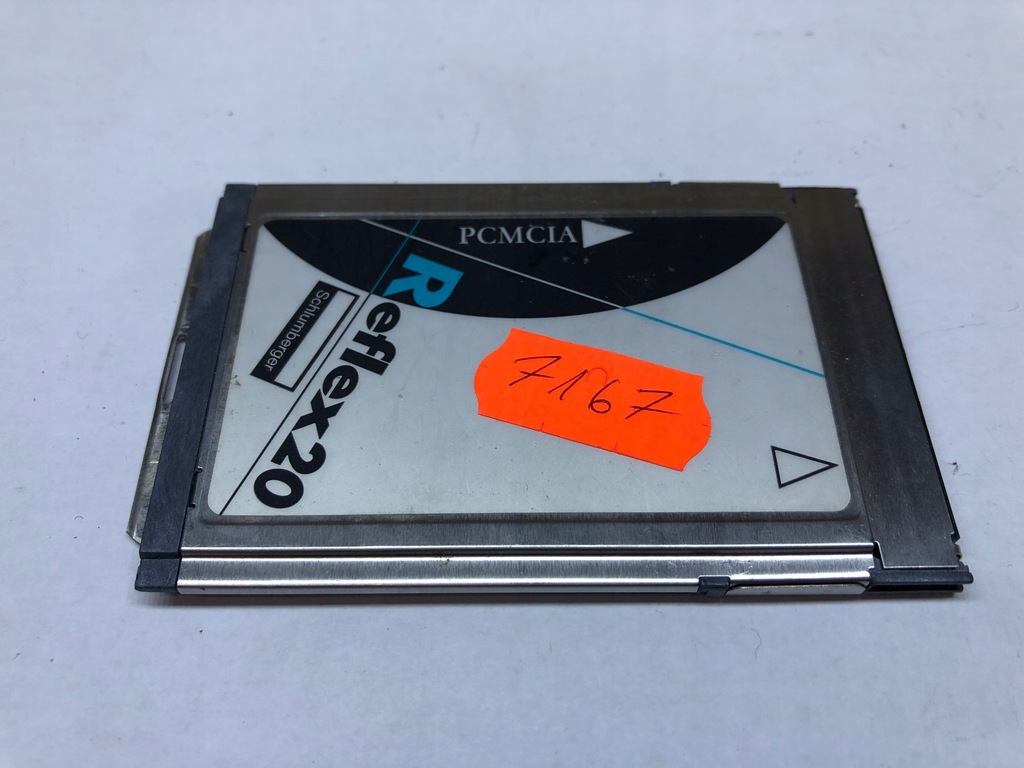 PCMCIA
Reflex20
Schlumberger
7167